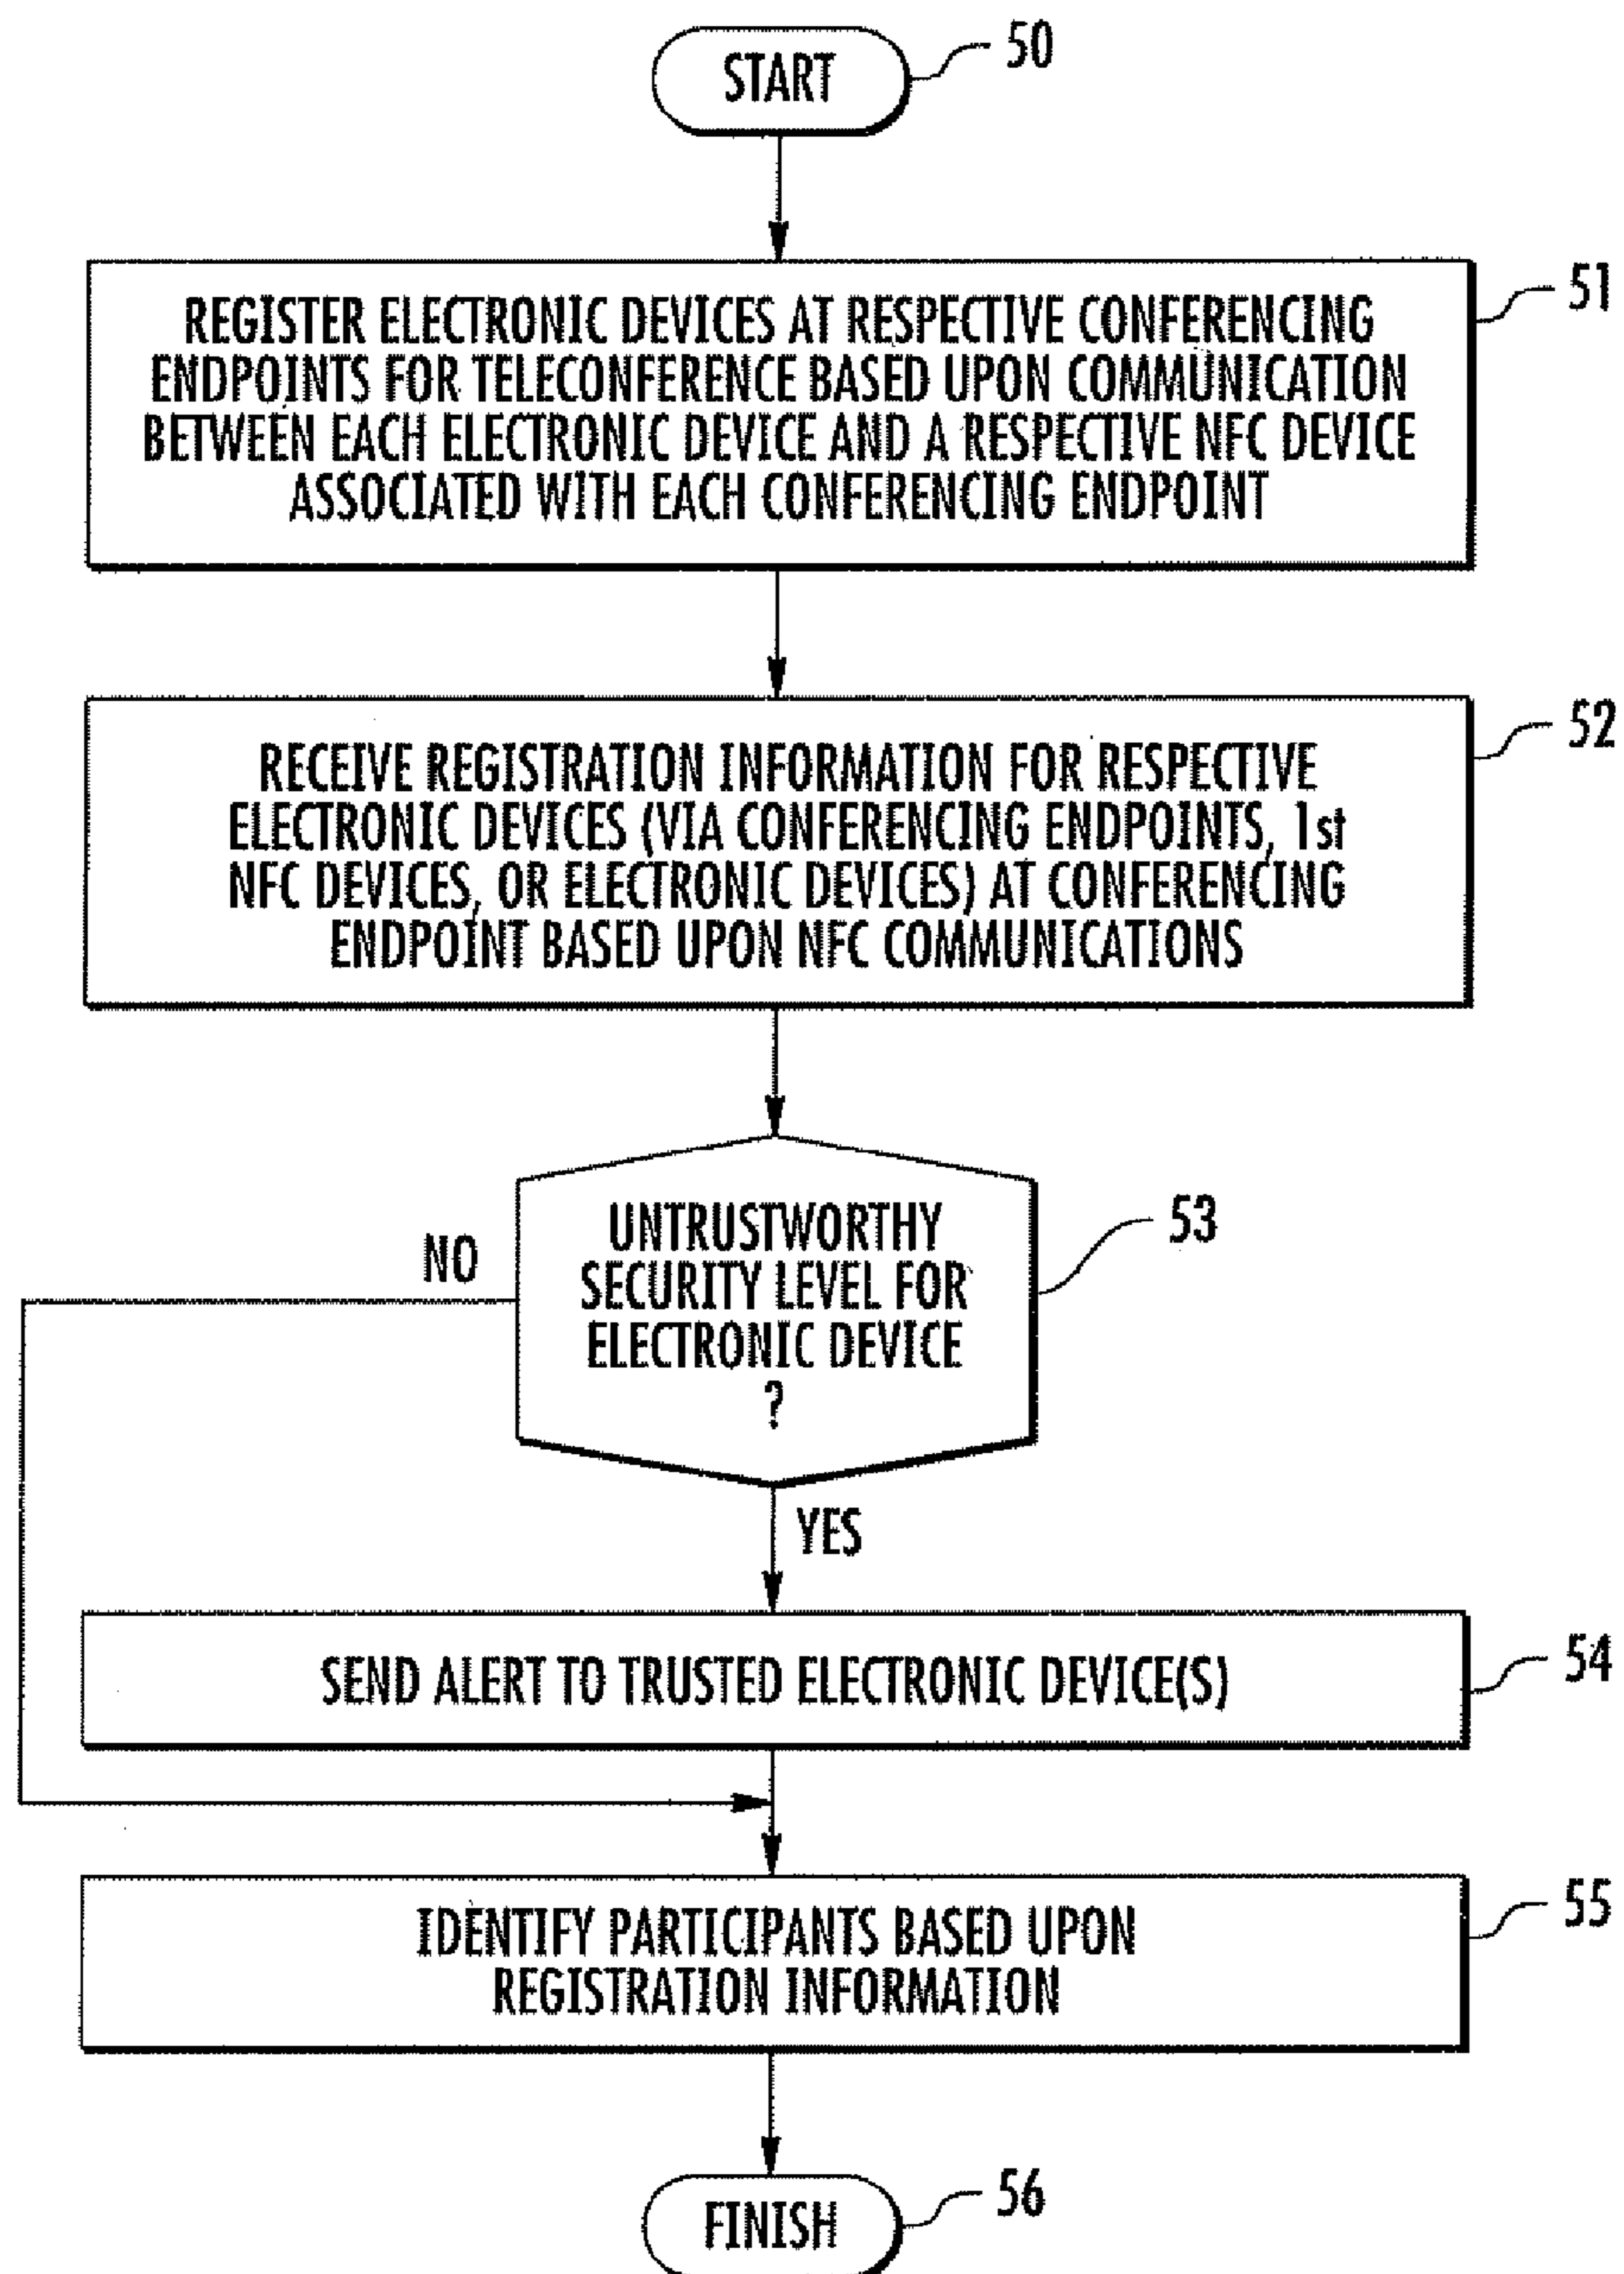 START
50
REGISTER ELECTRONIC DEVICES AT RESPECTIVE CONFERENCING
ENDPOINTS FOR TELECONFERENCE BASED UPON COMMUNICATION
BETWEEN EACH ELECTRONIC DEVICE AND A RESPECTIVE NFC DEVICE
ASSOCIATED WITH EACH CONFERENCING ENDPOINT
51
RECEIVE REGISTRATION INFORMATION FOR RESPECTIVE
ELECTRONIC DEVICES (VIA CONFERENCING ENDPOINTS, 1st
NFC DEVICES, OR ELECTRONIC DEVICES) AT CONFERENCING
ENDPOINT BASED UPON NFC COMMUNICATIONS
52
UNTRUSTWORTHY
SECURITY LEVEL FOR
ELECTRONIC DEVICE
?
53
NO
YES
SEND ALERT TO TRUSTED ELECTRONIC DEVICE(S)
54
IDENTIFY PARTICIPANTS BASED UPON
REGISTRATION INFORMATION
55
FINISH
56